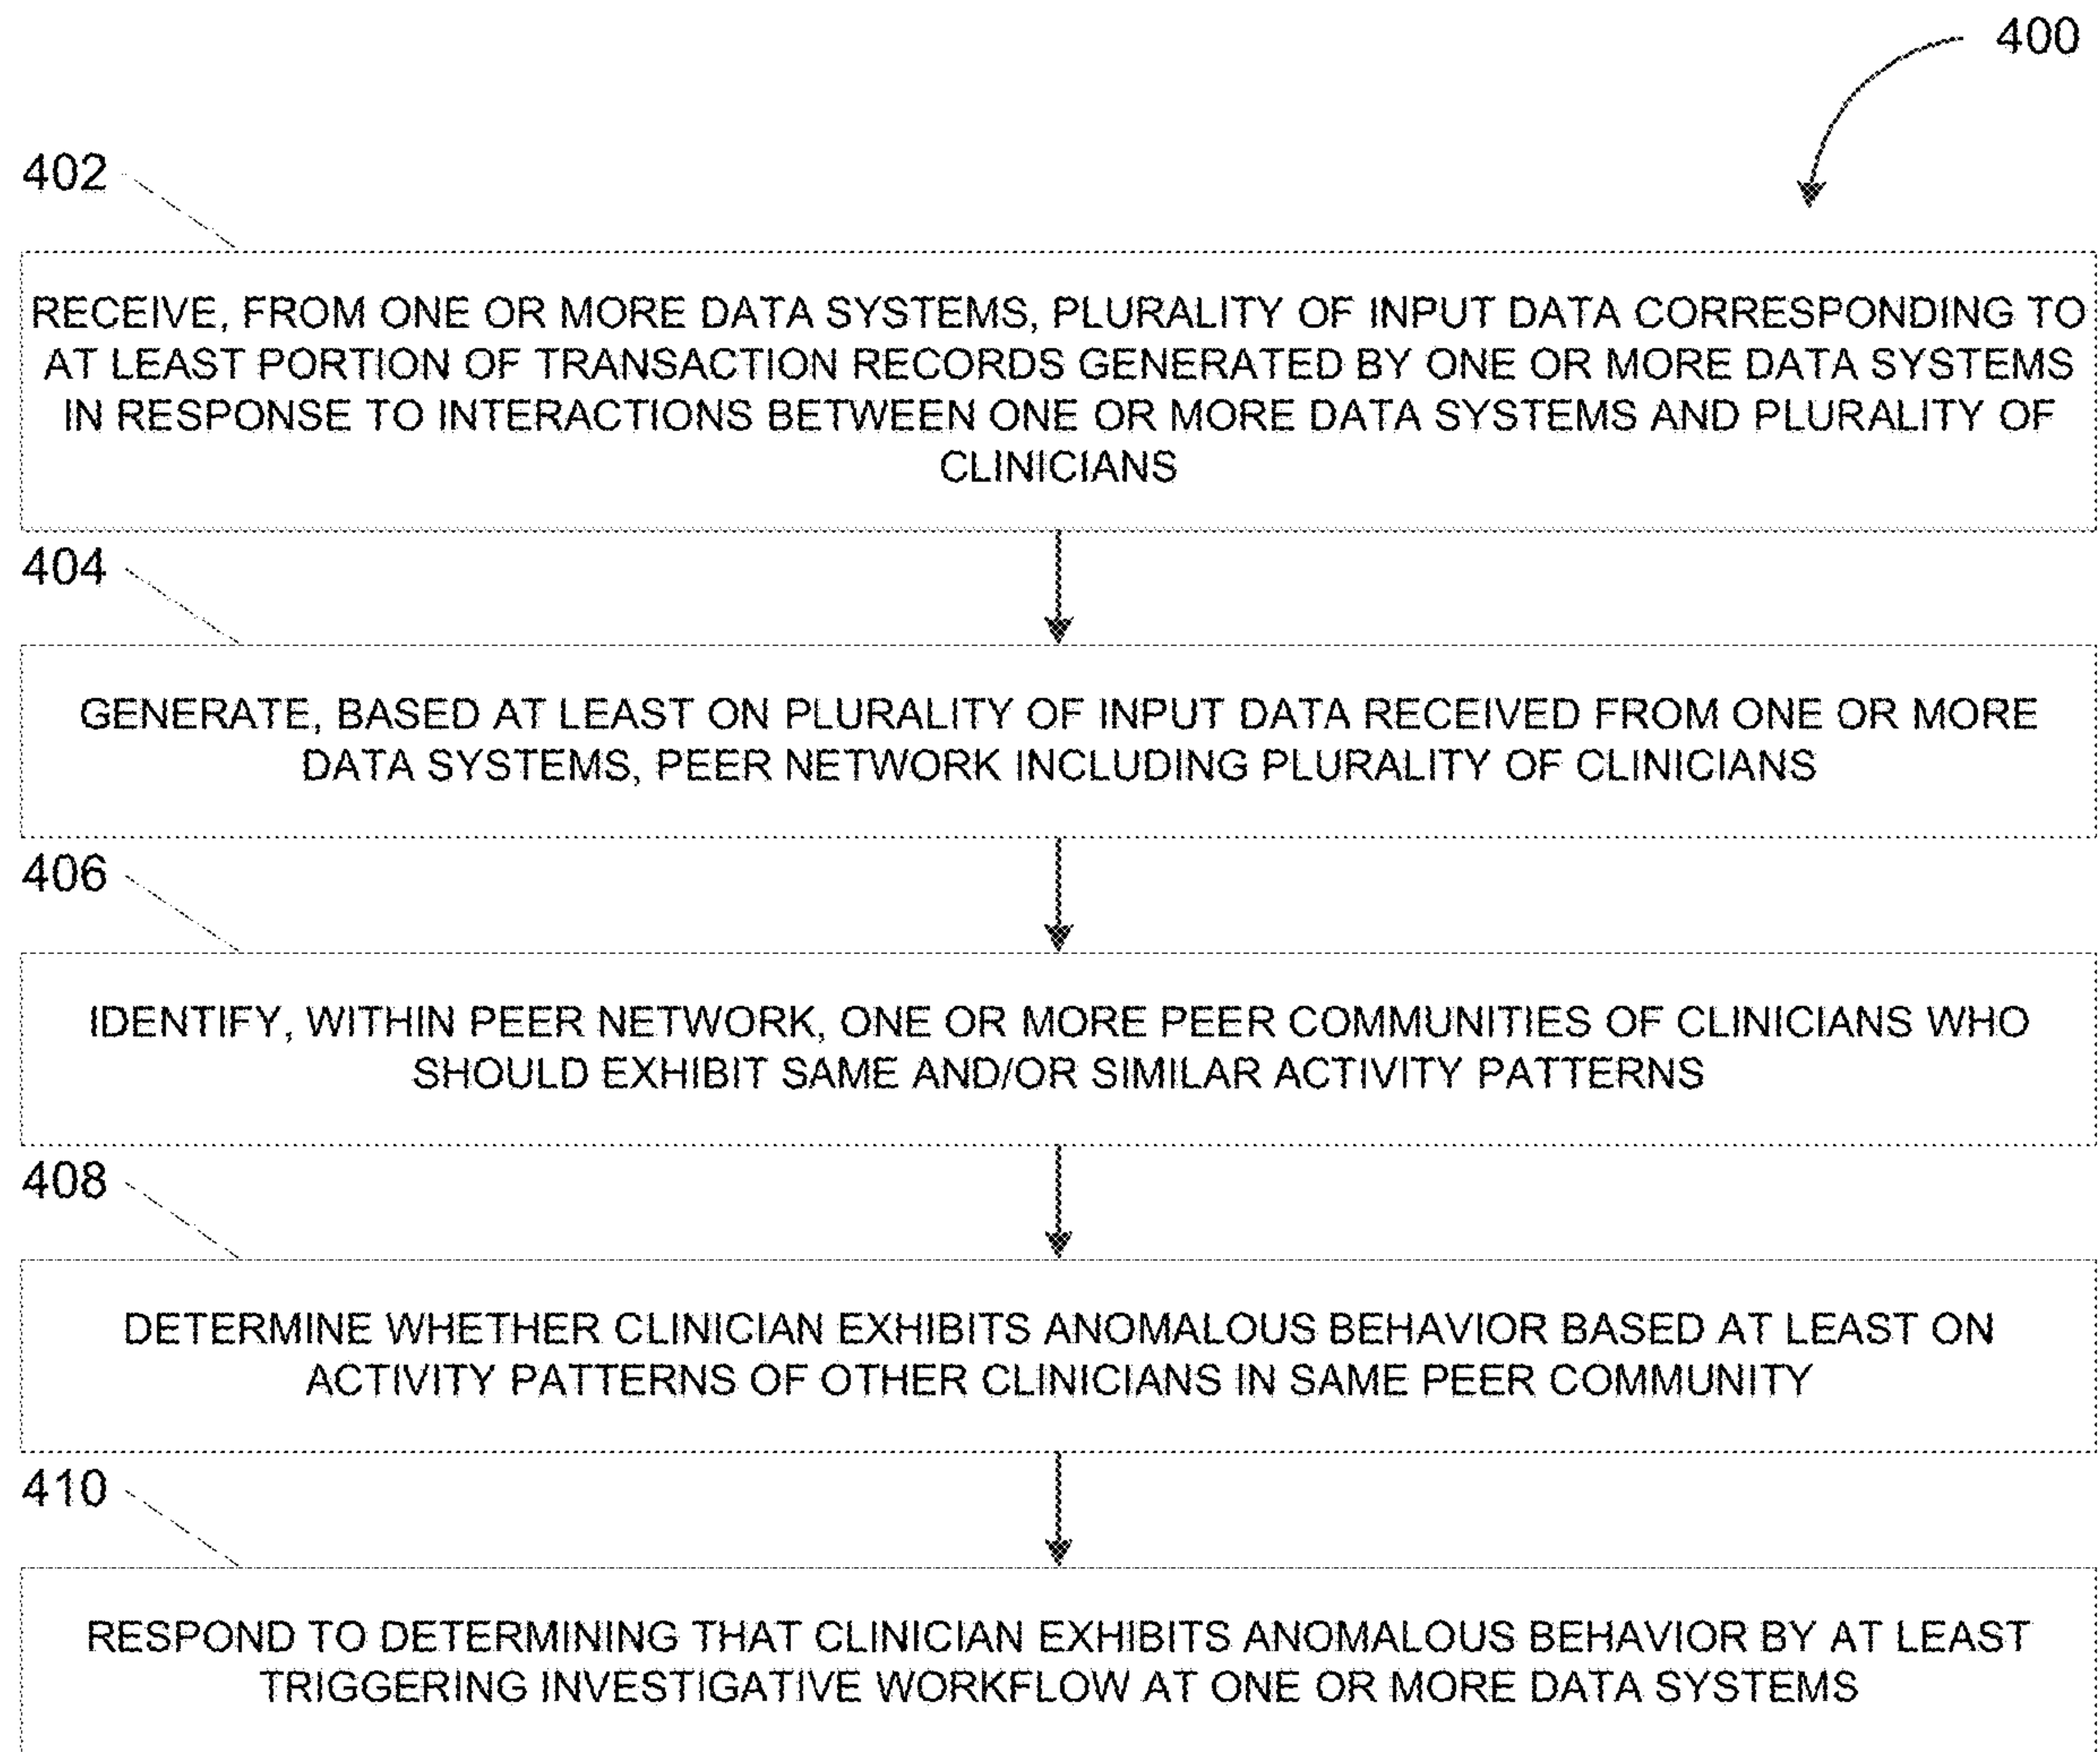 400
402
RECEIVE, FROM ONE OR MORE DATA SYSTEMS, PLURALITY OF INPUT DATA CORRESPONDING TO
AT LEAST PORTION OF TRANSACTION RECORDS GENERATED BY ONE OR MORE DATA SYSTEMS
IN RESPONSE TO INTERACTIONS BETWEEN ONE OR MORE DATA SYSTEMS AND PLURALITY OF
CLINICIANS
404
GENERATE, BASED AT LEAST ON PLURALITY OF INPUT DATA RECEIVED FROM ONE OR MORE
DATA SYSTEMS, PEER NETWORK INCLUDING PLURALITY OF CLINICIANS
406
IDENTIFY, WITHIN PEER NETWORK, ONE OR MORE PEER COMMUNITIES OF CLINICIANS WHO
SHOULD EXHIBIT SAME AND/OR SIMILAR ACTIVITY PATTERNS
408
DETERMINE WHETHER CLINICIAN EXHIBITS ANOMALOUS BEHAVIOR BASED AT LEAST ON
ACTIVITY PATTERNS OF OTHER CLINICIANS IN SAME PEER COMMUNITY
410
RESPOND TO DETERMINING THAT CLINICIAN EXHIBITS ANOMALOUS BEHAVIOR BY AT LEAST
TRIGGERING INVESTIGATIVE WORKFLOW AT ONE OR MORE DATA SYSTEMS